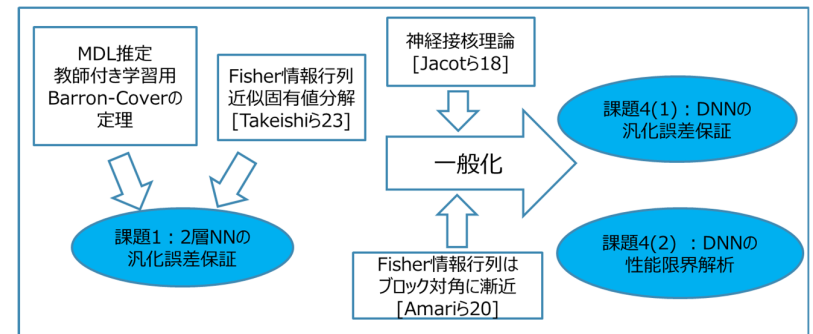 MDL推定
教師付き学習用
Barron-Coverの
定理
Fisher情報行列
近似固有値分解
[Takeishiら23]
課題1：2層NNの
汎化誤差保証
神経接核理論
[Jacotら18]
一般化
Fisher情報行列は
ブロック対角に漸近
[Amariら20]
課題4(1)：DNNの
汎化誤差保証
課題4(2) ：DNNの
性能限界解析